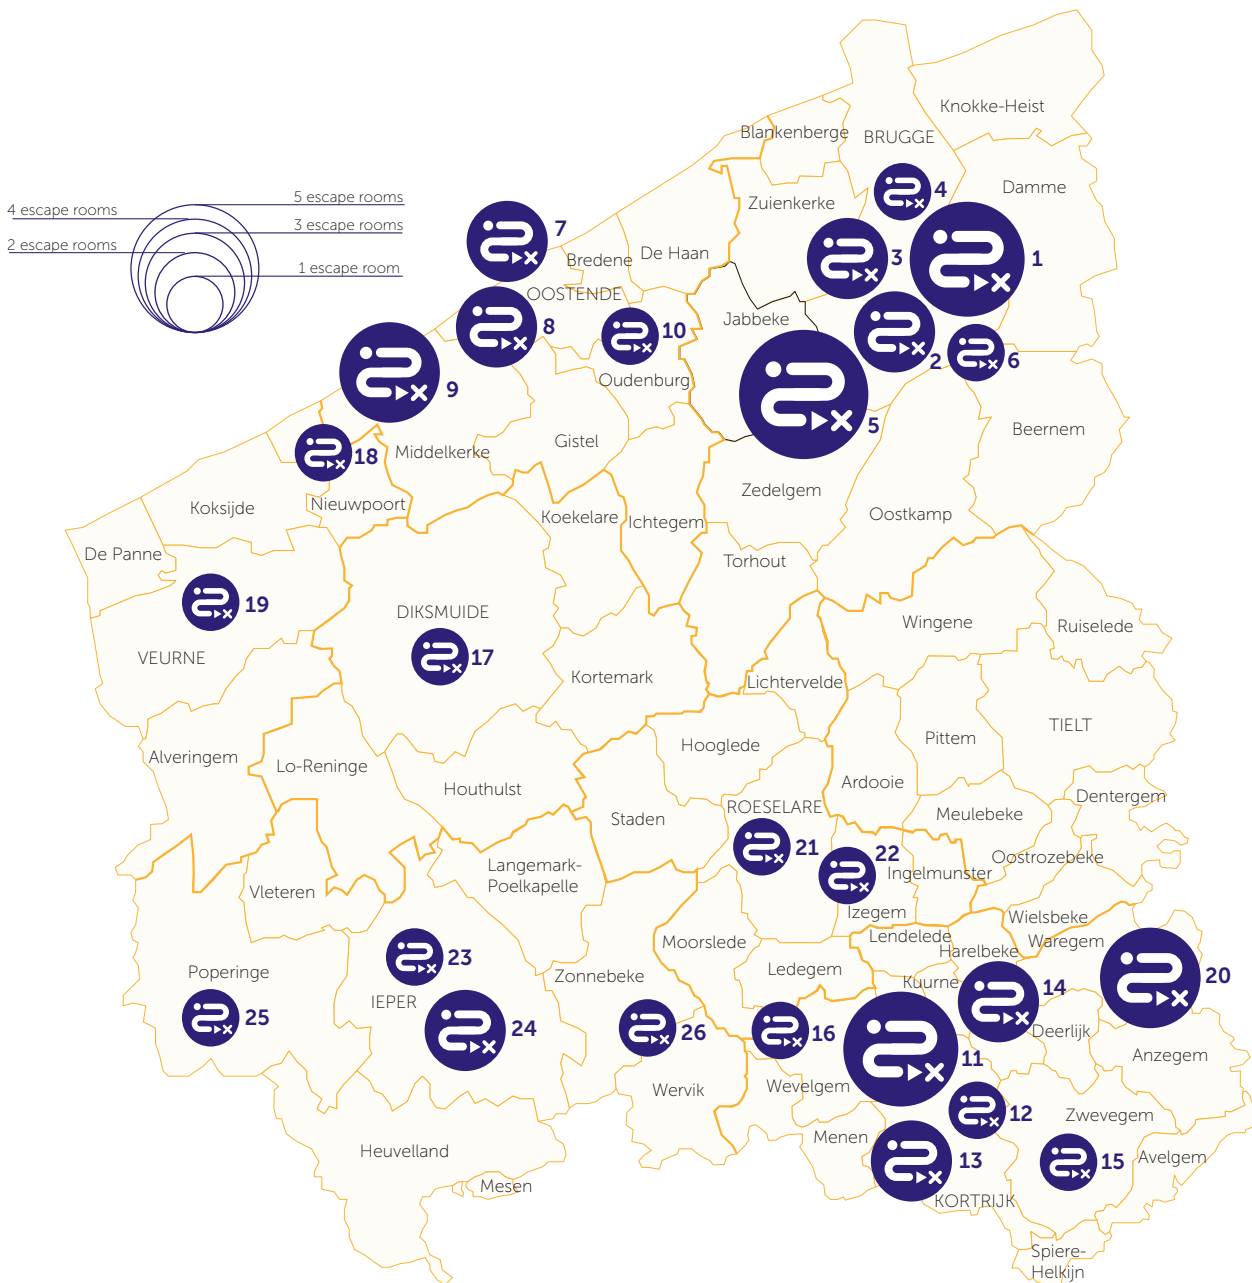 Knokke-Heist
Blankenberge
BRUGGE
4
Damme
5 escape rooms
4 escape rooms
3 escape rooms
2 escape rooms
1 escape room
Zuienkerke
7
De Haan
Bredene
3
1
OOSTENDE
Jabbeke
8
10
2
6
Oudenburg
9
5
Beernem
Gistel
18
Middelkerke
Zedelgem
Koksijde
Nieuwpoort
Koekelare
Ichtegem
Oostkamp
De Panne
Torhout
19
DIKSMUIDE
Wingene
Ruiselede
VEURNE
17
Kortemark
Lichtervelde
TIELT
Alveringem
Lo-Reninge
Hooglede
Pittem
Houthulst
Ardooie
Dentergem
Staden
ROESELARE
Meulebeke
21
22
Langemark-
Poelkapelle
Oostrozebeke
Ingelmunster
Vleteren
Izegem
Wielsbeke
Moorslede
Lendelede
Harelbeke
Waregem
23
Poperinge
Zonnebeke
Ledegem
Kuurne
20
14
IEPER
25
24
26
16
Deerlijk
11
Anzegem
Wervik
Wevelgem
12
Zwevegem
Menen
Heuvelland
13
15
Avelgem
Mesen
KORTRIJK
Spiere-
Helkijn